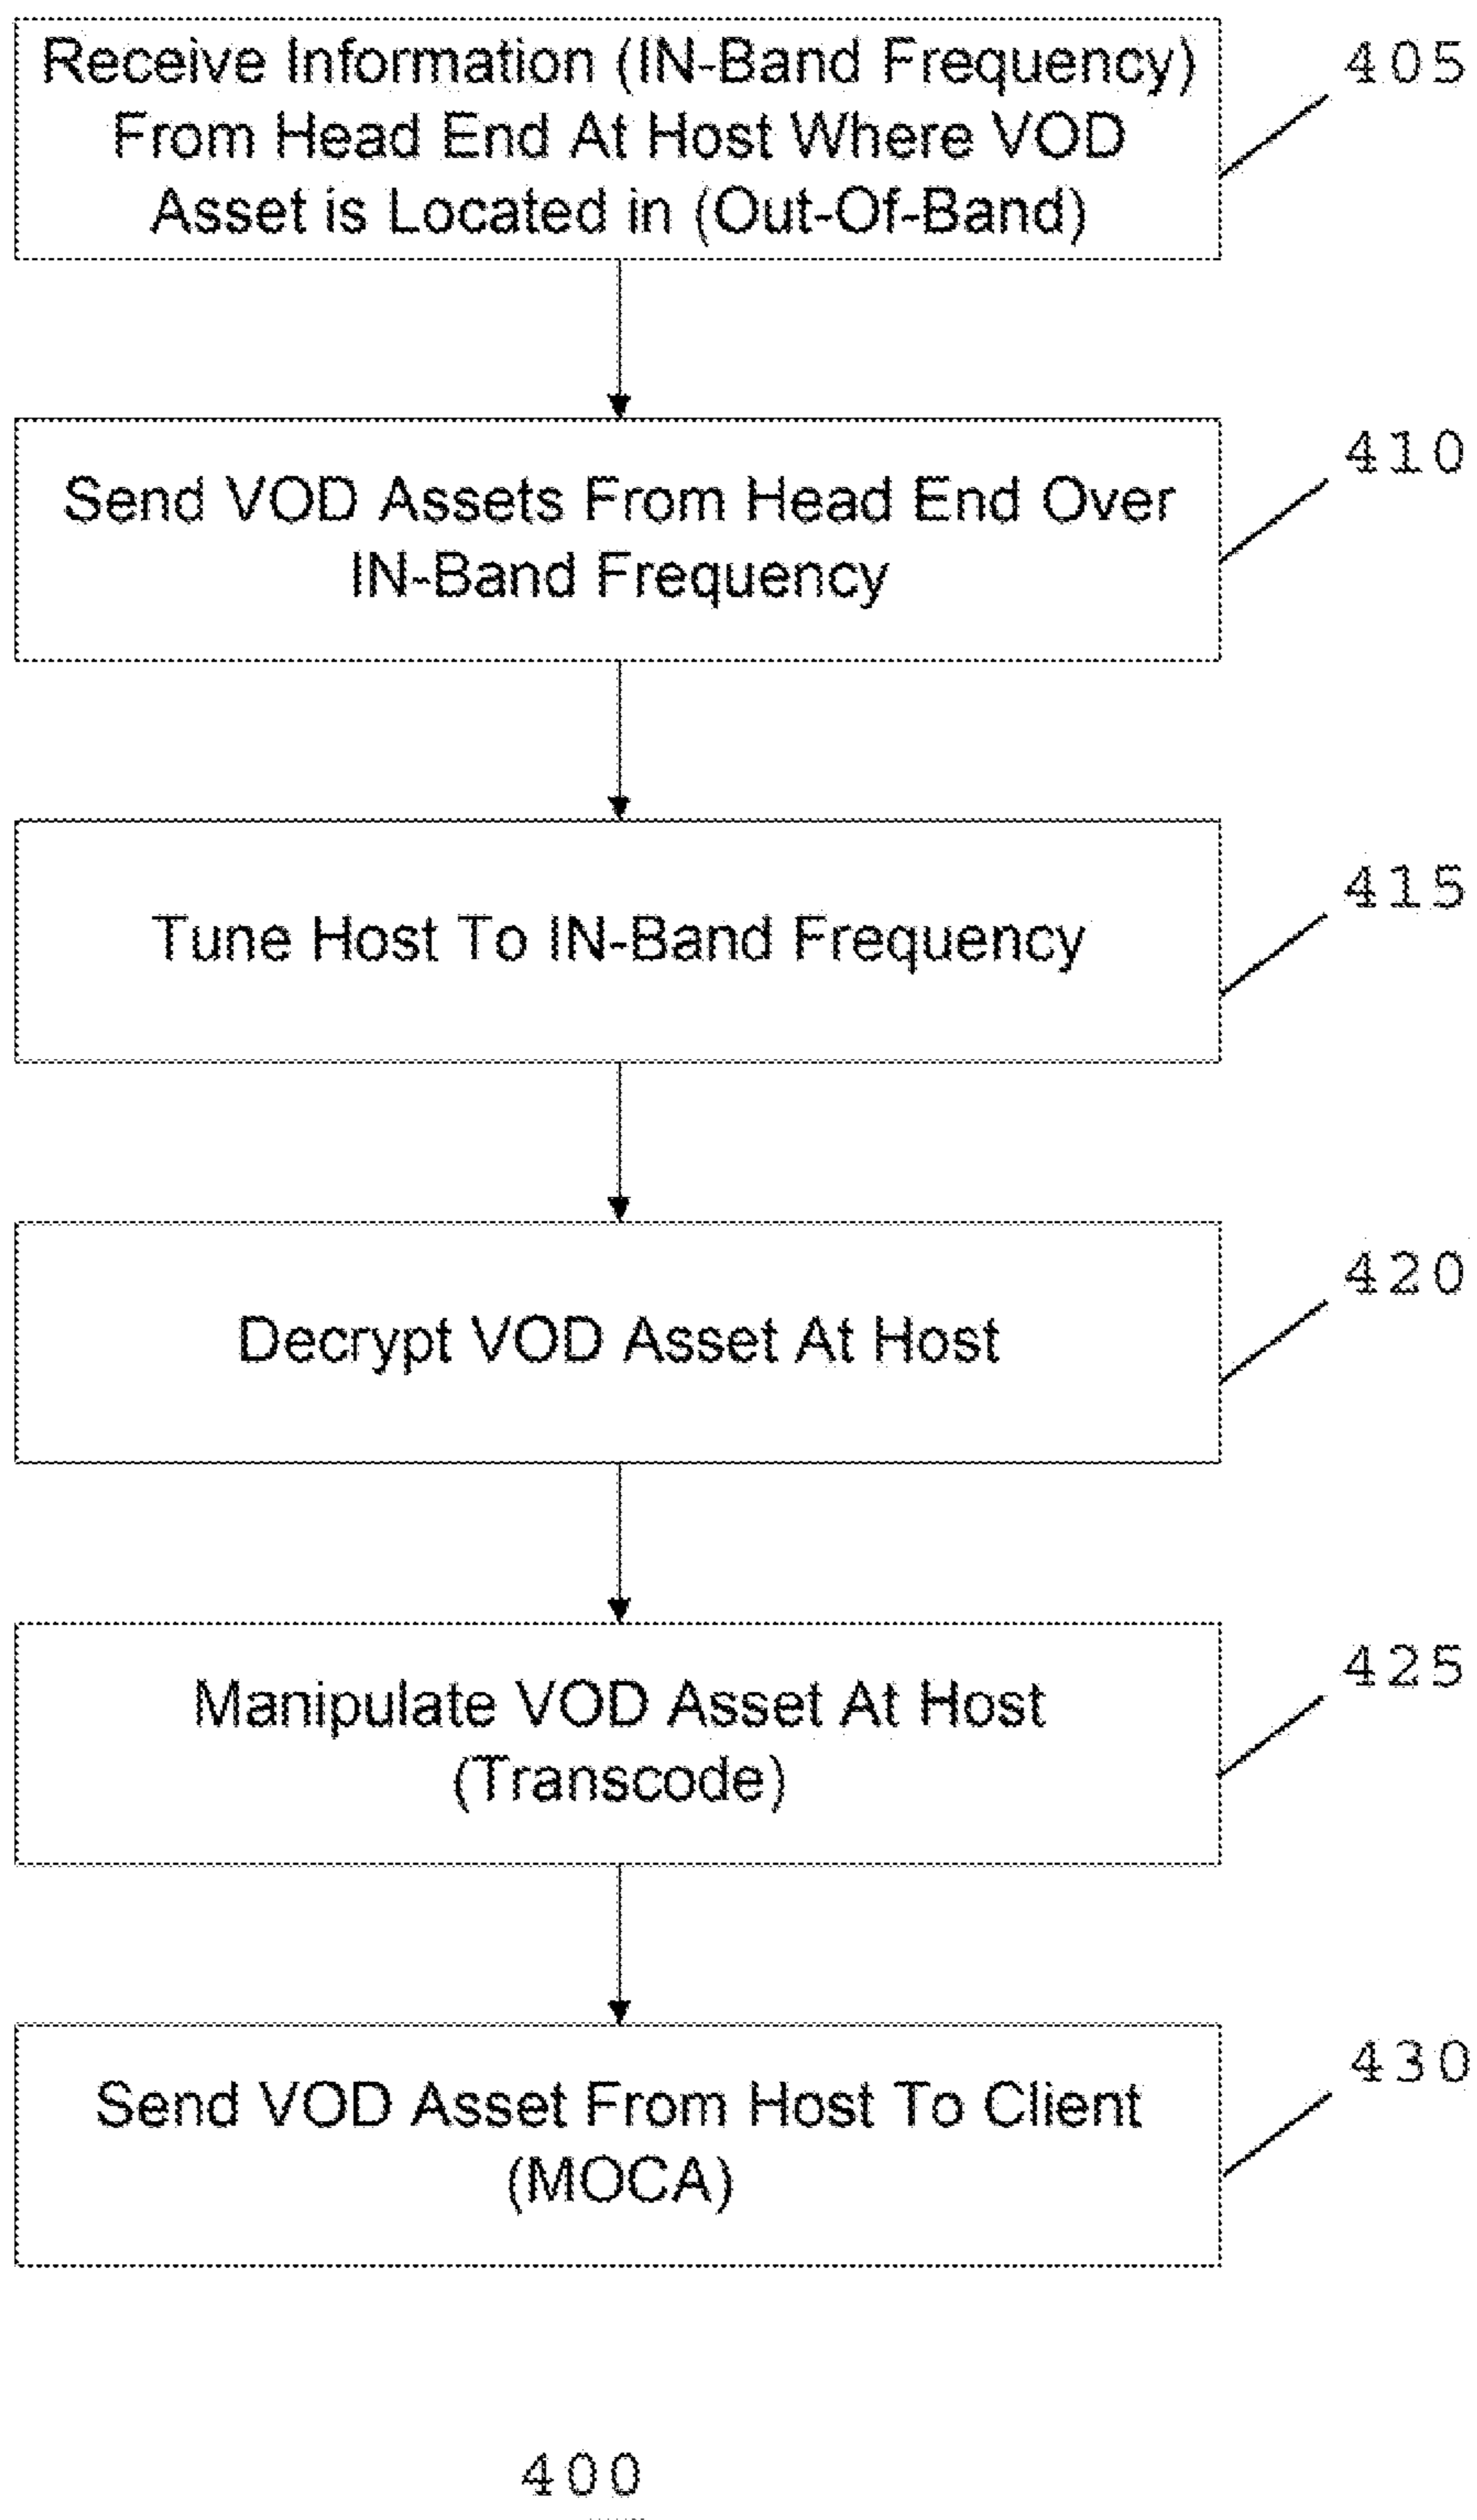 Receive Information (IN-Band Frequency)
From Head End At Host Where VOD
Asset is Located in (Out-Of-Band)
405
Send VOD Assets From Head End Over
IN-Band Frequency
410
Tune Host To IN-Band Frequency
415
Decrypt VOD Asset At Host
420
Manipulate VOD Asset At Host
(Transcode)
425
Send VOD Asset From Host To Client
(MOCA)
430
400